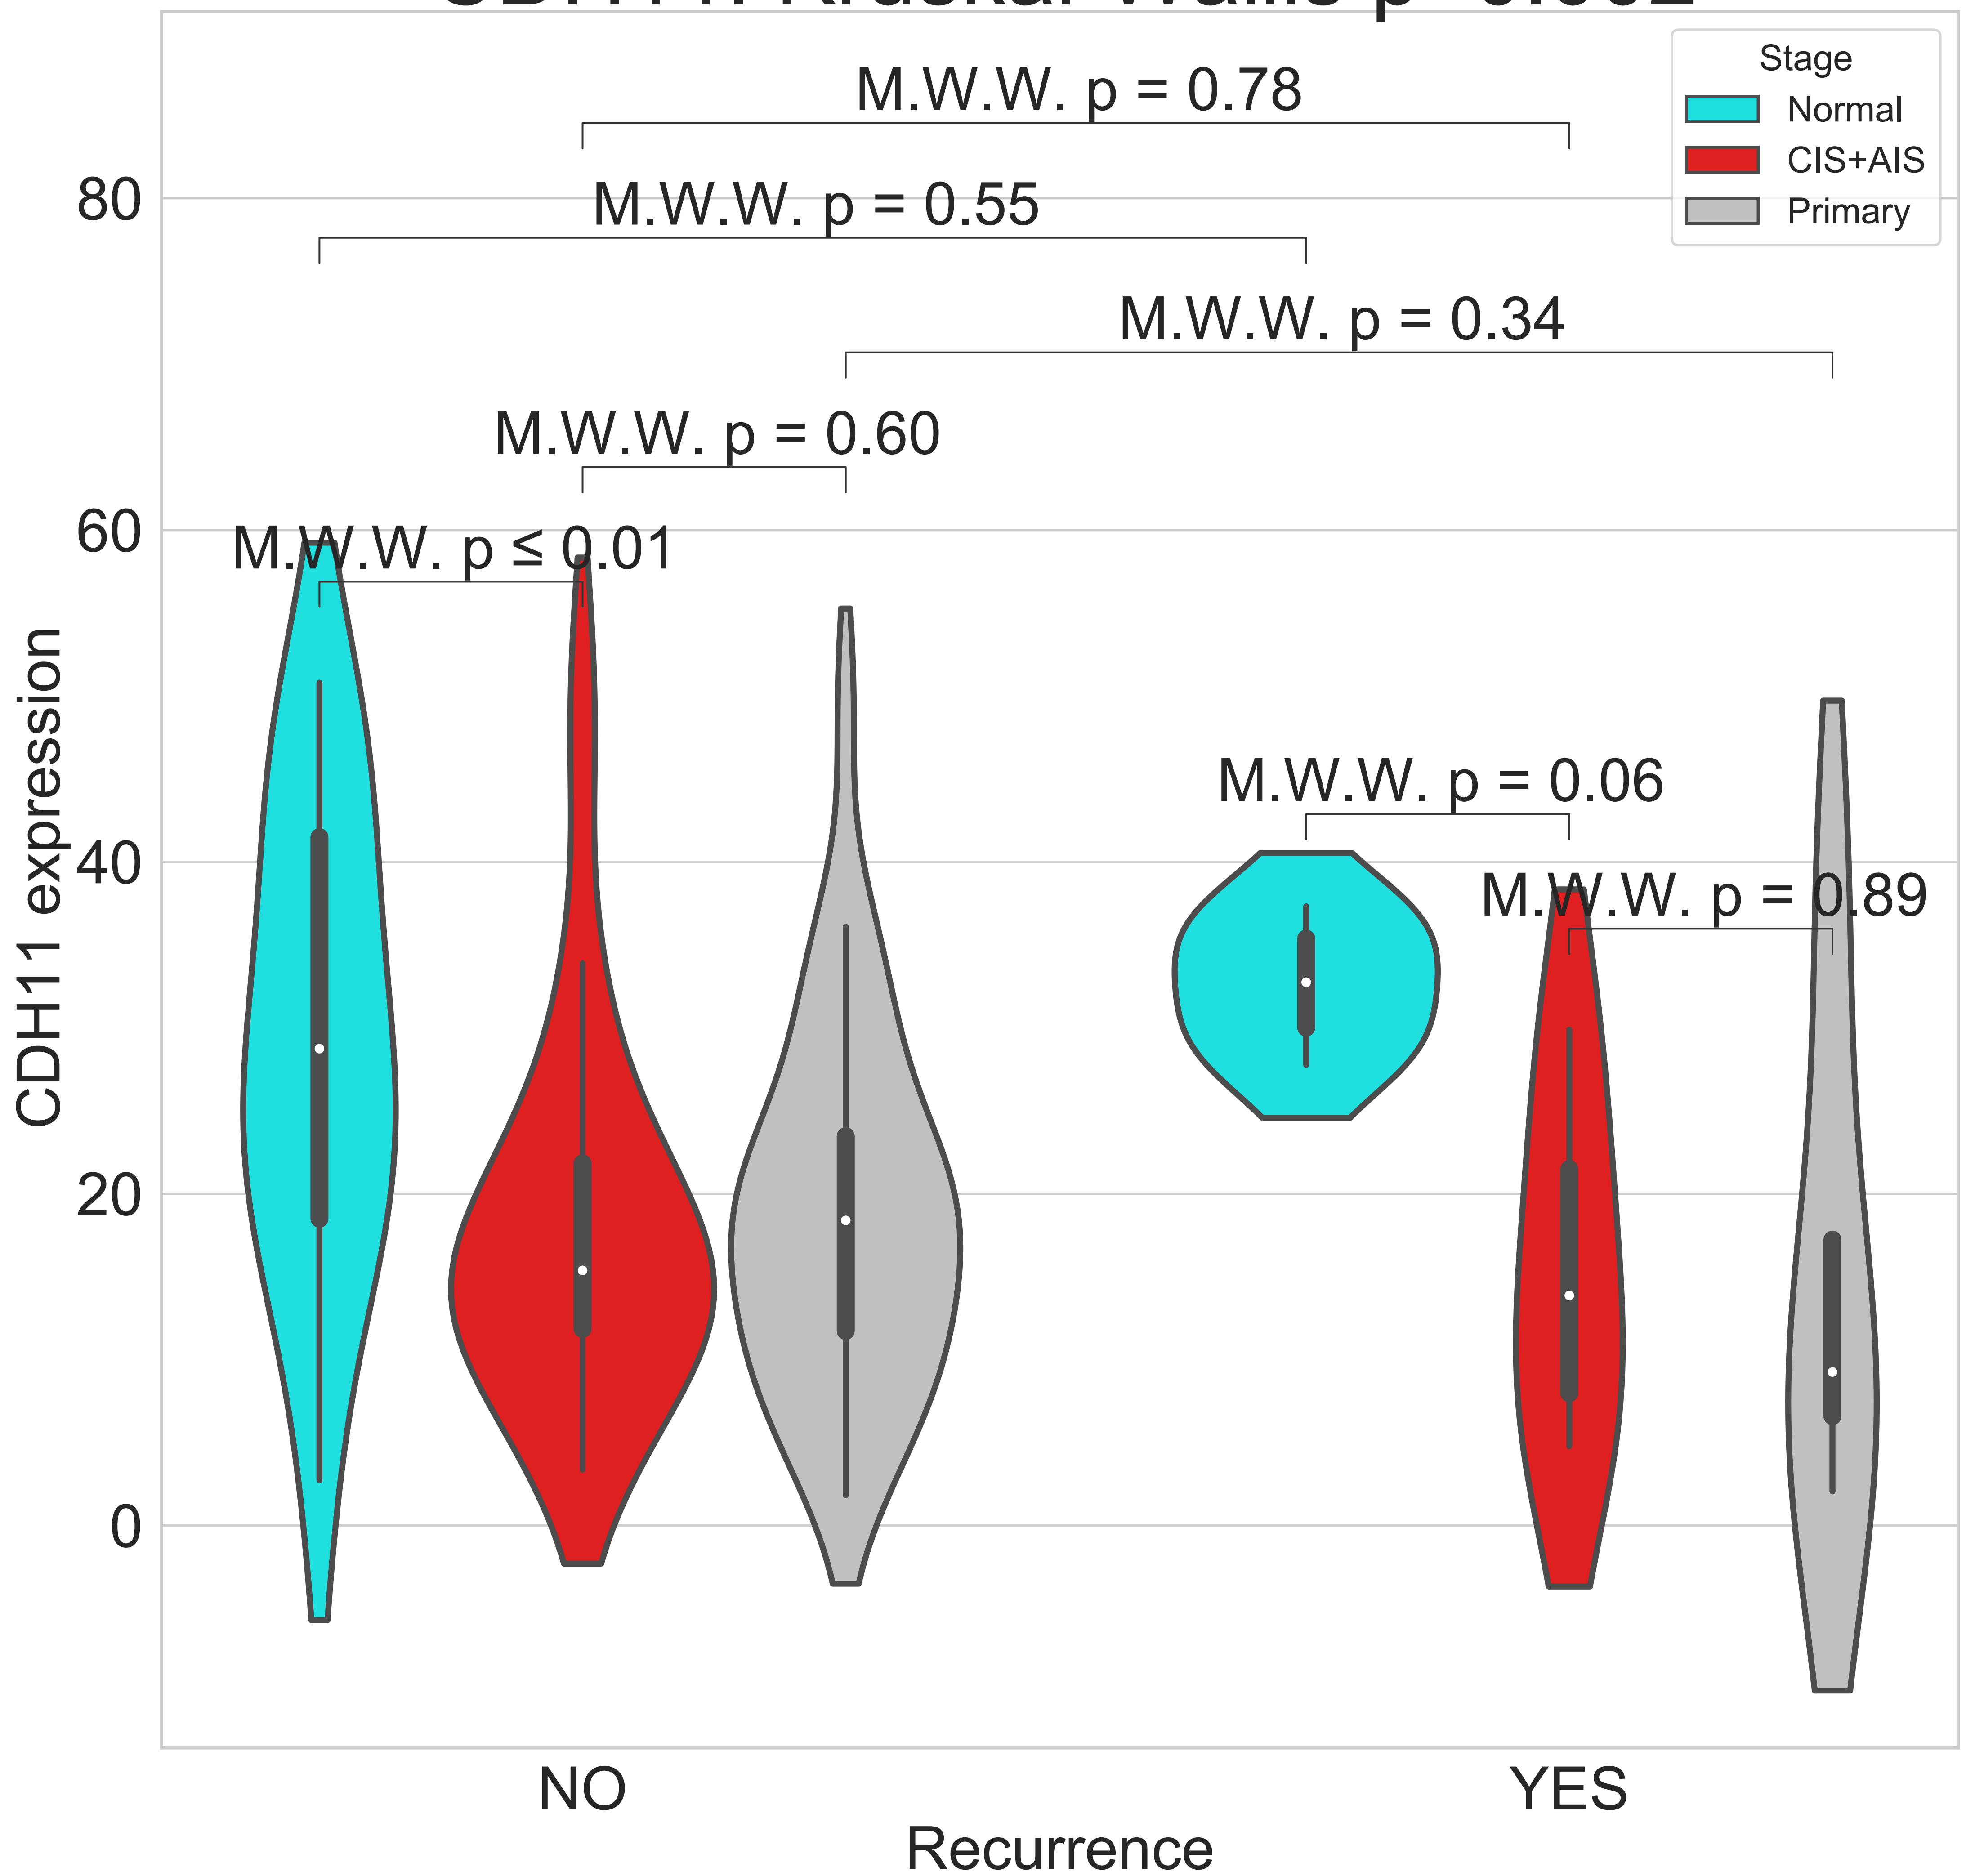 Stage
Normal
CIS+AIS
Primary
M.W.W. p = 0.78
M.W.W. p = 0.55
M.W.W. p = 0.34
M.W.W. p = 0.60
M.W.W. p ≤ 0.01
M.W.W. p = 0.06
M.W.W. p = 0.89
CDH11 expression
80
60
40
20
0
NO
YES
Recurrence